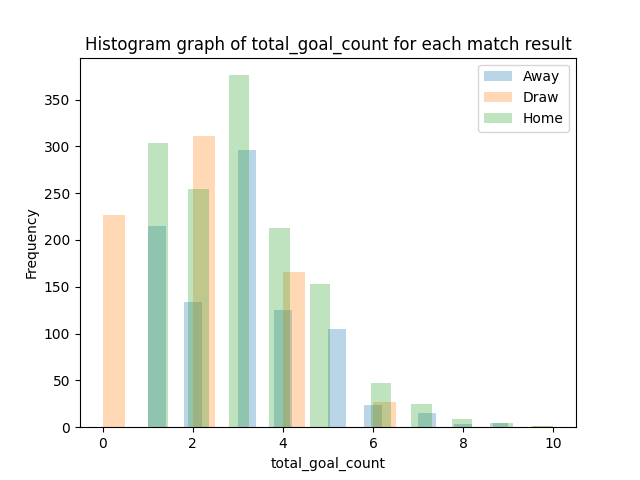 Histogram graph of total_goal_count for each match result
Away
Draw
Home
Frequency
350
300
250
200
150
100
50
0
0 2 4 6 8 10
total_goal_count